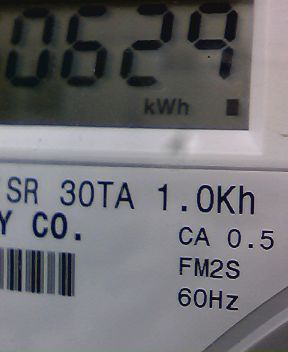 0629
kWh
SR 30TA 1.0Kh
Y CO.
CA 0.5
FM2S
60Hz